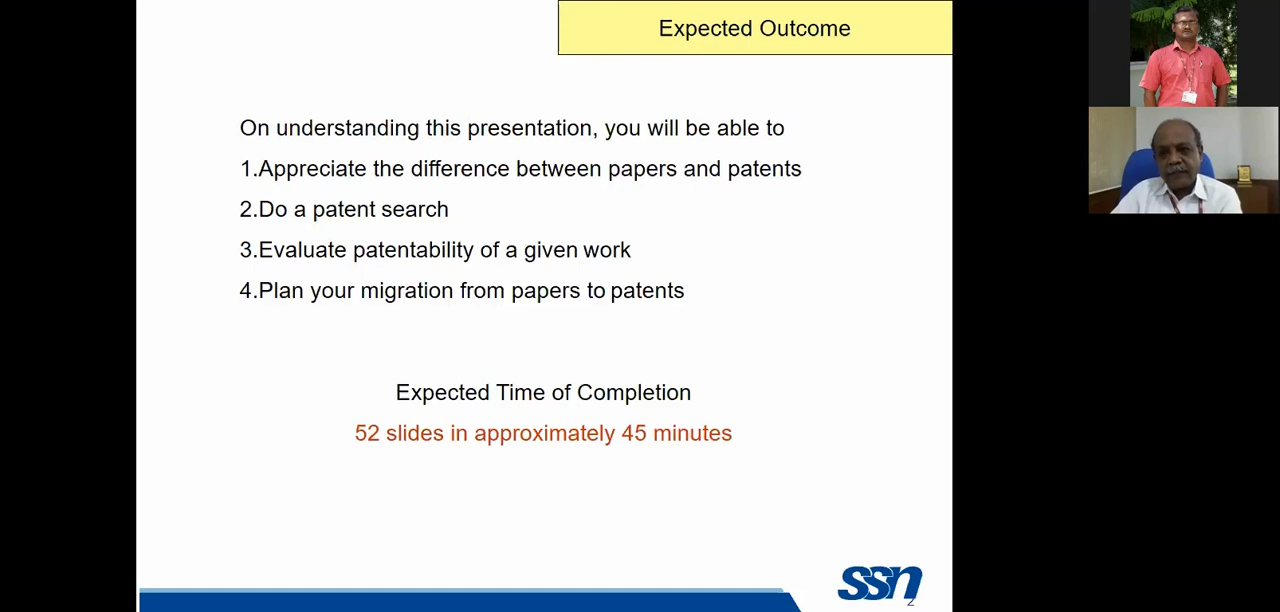 Expected Outcome
On understanding this presentation, you will be able to
1.Appreciate the difference between papers and patents
2.Do a patent search
3.Evaluate patentability of a given work
4.Plan your migration from papers to patents
Expected Time of Completion
52 slides in approximately 45 minutes
ssn
2